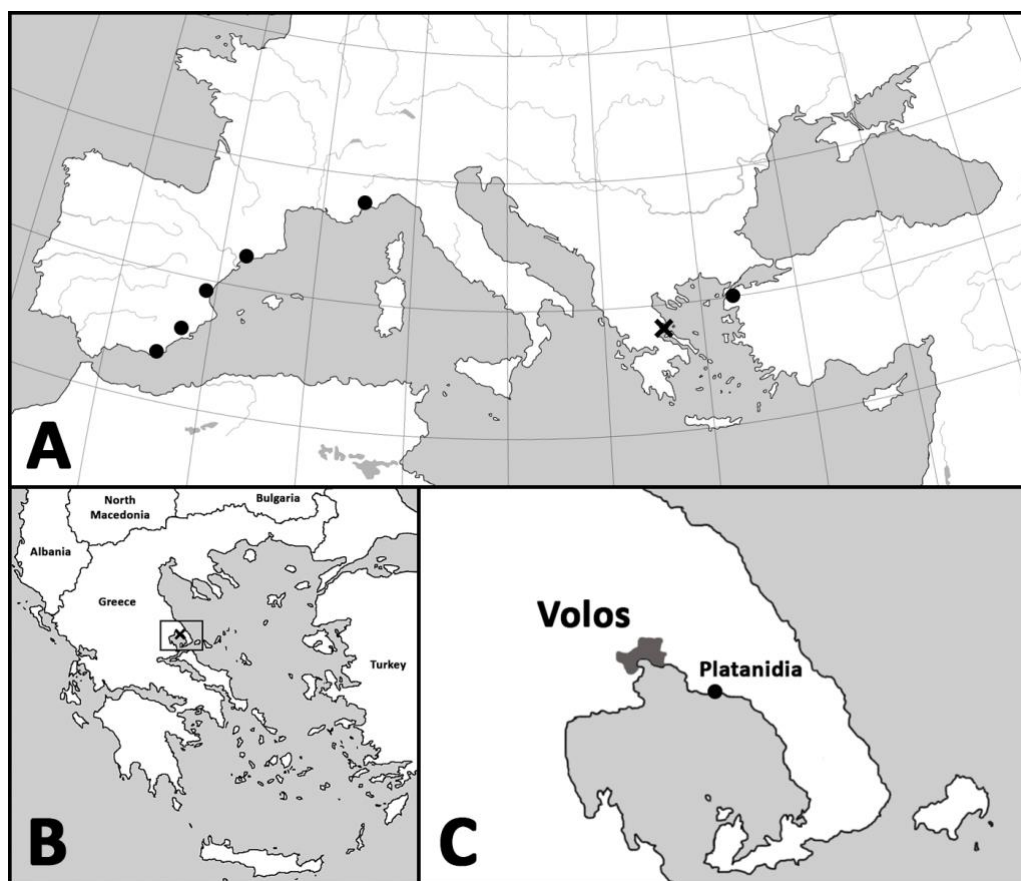 A
North
Macedonia
Bulgaria
Albania
Greece
Turkey
B
Volos
Platanidia
C